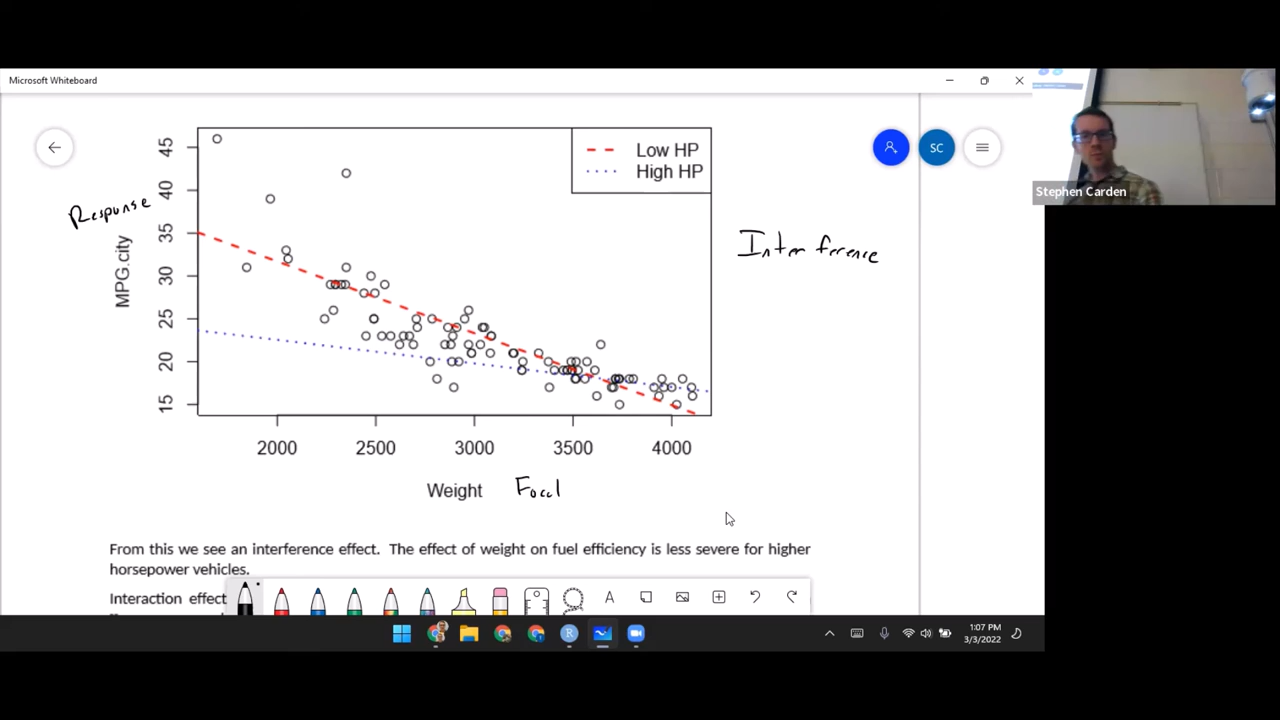 Microsoft Whiteboard
SC
Stephen Carden
Low HP
High HP
45
40
35
30
25
20
15
Response
MPG.city
Interference
2000 2500 3000 3500 4000
Weight Focal
From this we see an interference effect. The effect of weight on fuel efficiency is less severe for higher
horsepower vehicles.
Interaction effect
A
1:07 PM
3/3/2022